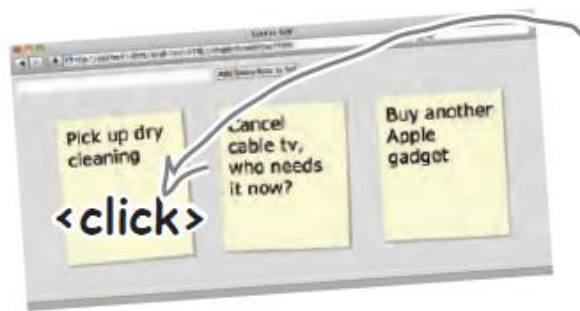 Pick up dry
cleaning
<click>
Cancel
cable tv,
who needs
it now?
Buy another
Apple
gadget